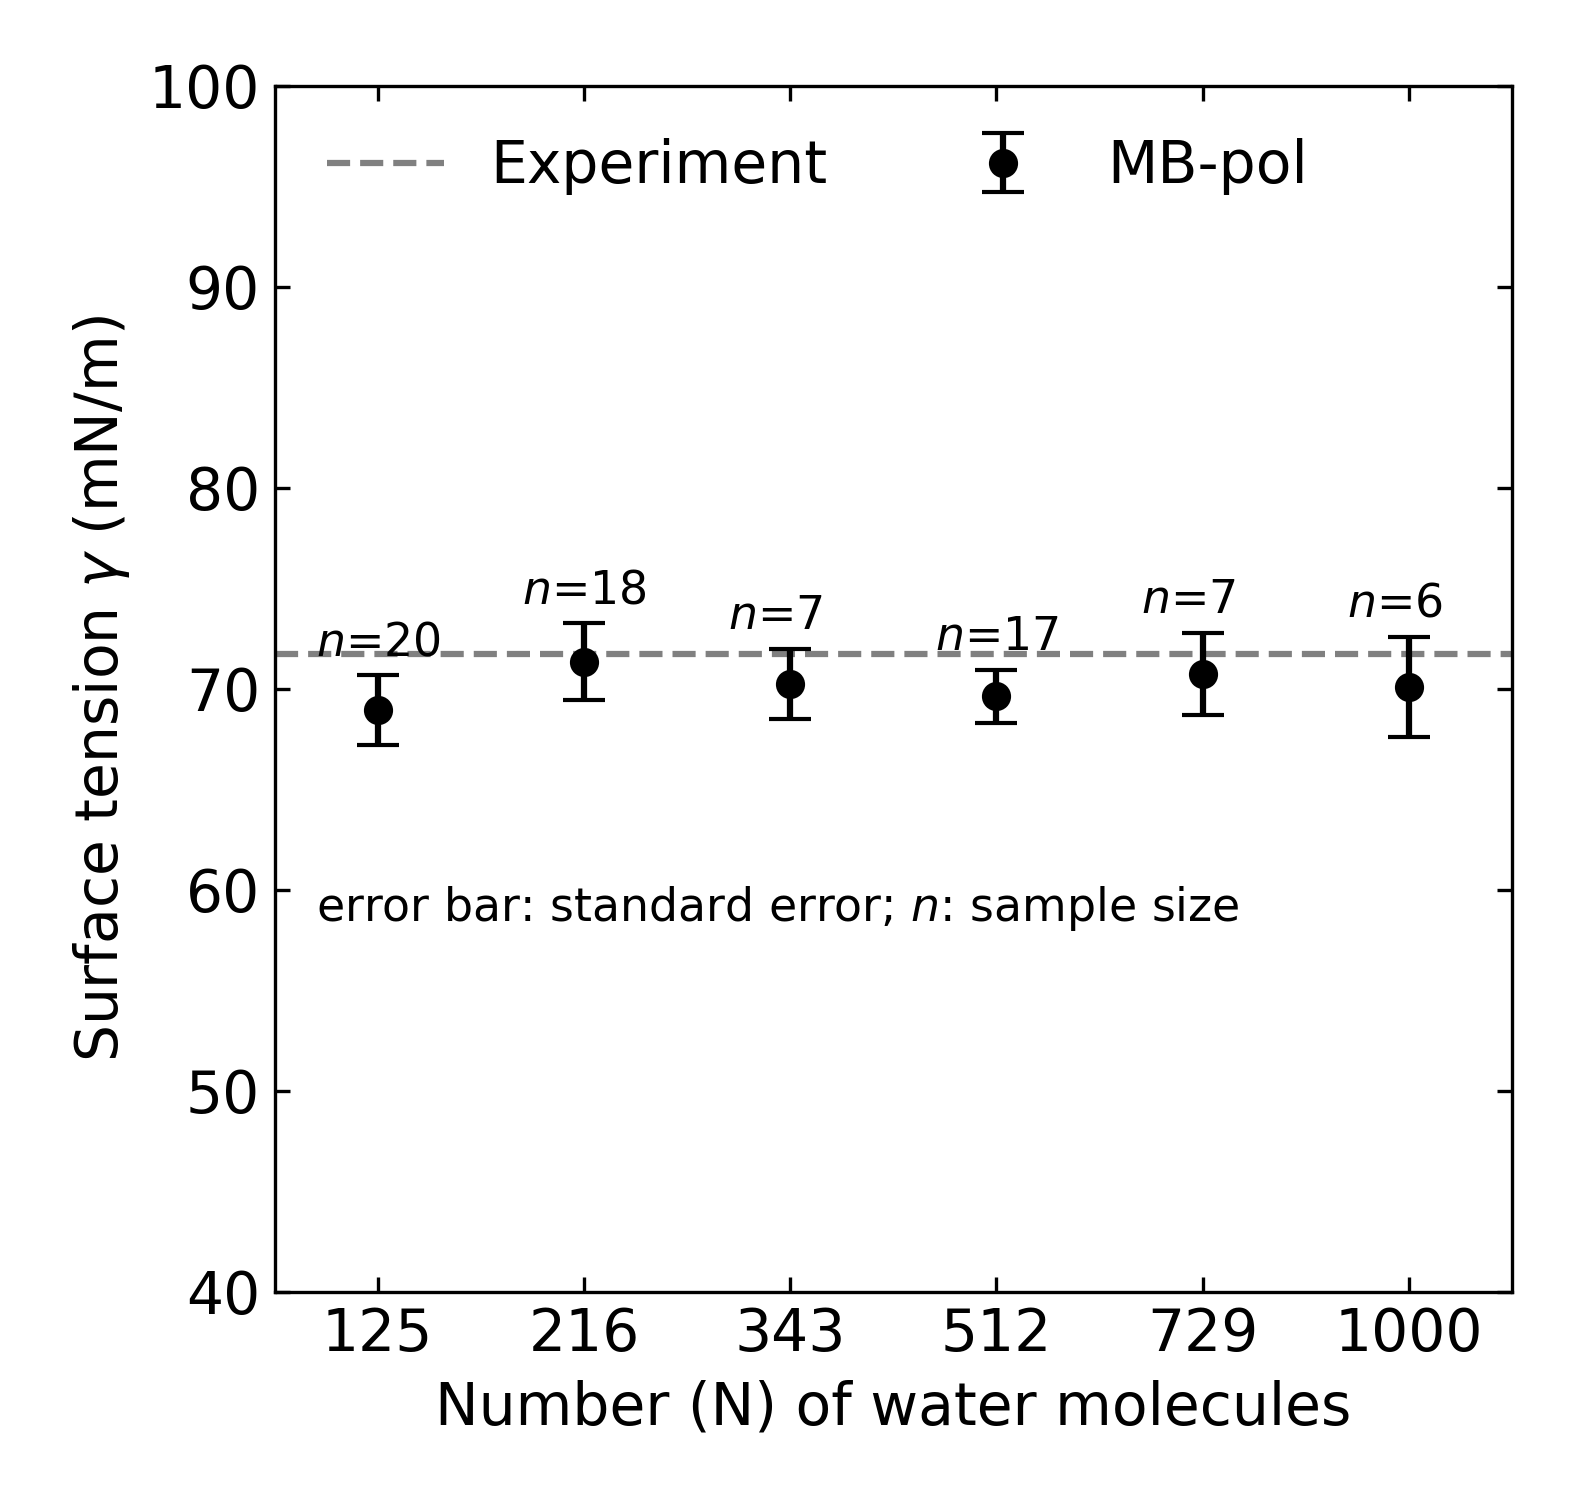 100
Experiment
MB-pol
90
80
n=18
n=7
n=7
n=6
n=20
n=17
70
60
error bar: standard error; n: sample size
50
40
125 216 343 512 729 1000
Number (N) of water molecules
Surface tension γ (mN/m)